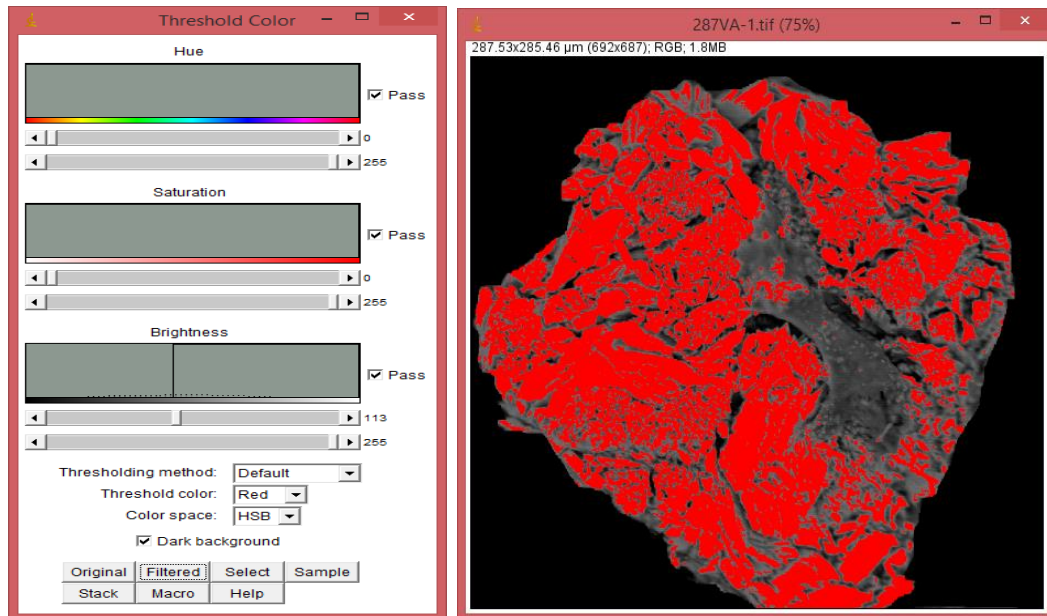 Threshold Color
Hue
Pass
0
255
Saturation
Pass
0
255
Brightness
Pass
113
255
Thresholding method: Default
Threshold color: Red
Color space: HSB
Dark background
Original Filtered Select Sample
Stack Macro Help
287VA-1.tif (75%)
287.53x285.46 µm (692x687); RGB; 1.8MB